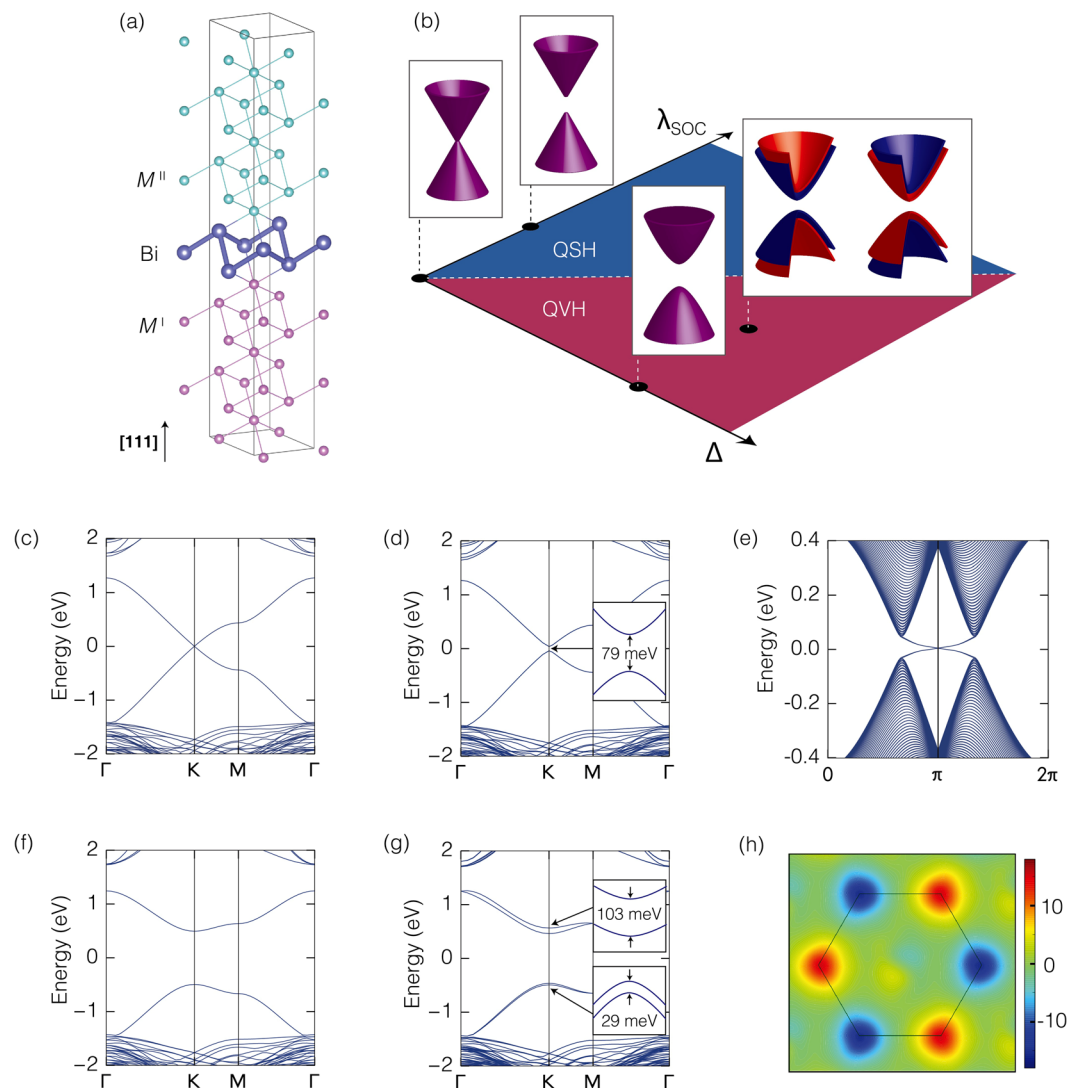 (a)
M II
Bi
M I
[111]
(b)
λSOC
QSH
QVH
Δ
(c)
2
1
0
−1
−2
Energy (eV)
Γ K M Γ
(d)
2
1
0
−1
−2
Energy (eV)
79 meV
Γ K M Γ
(e)
0.4
0.2
0.0
-0.2
-0.4
Energy (eV)
0 π 2π
(f)
2
1
0
−1
−2
Energy (eV)
Γ K M Γ
(g)
2
1
0
−1
−2
Energy (eV)
103 meV
29 meV
Γ K M Γ
(h)
10
0
-10